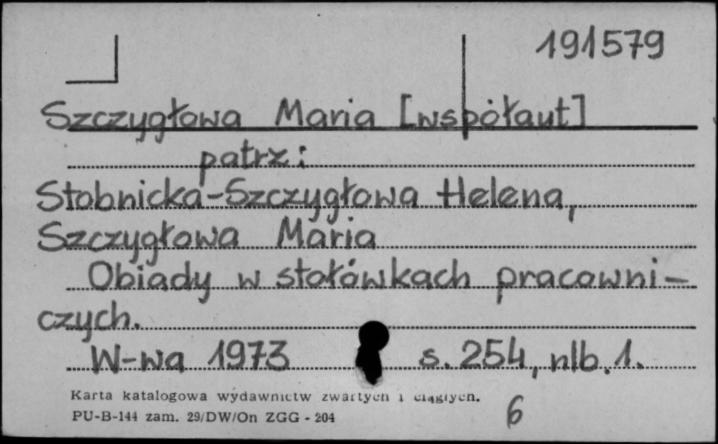 191579
Szczygłowa Maria [współaut]
patrz:
Stobnicka-Szczygłowa Helena,
Szczygłowa Maria
Obiady w stołówkach pracowni-
czych.
W-wa 1973 s. 254, nlb. 1.
Karta katalogowa wydawnictw zwartych i ciągłych.
PU-B-144 zam. 29/DW/On ZGG - 204
6